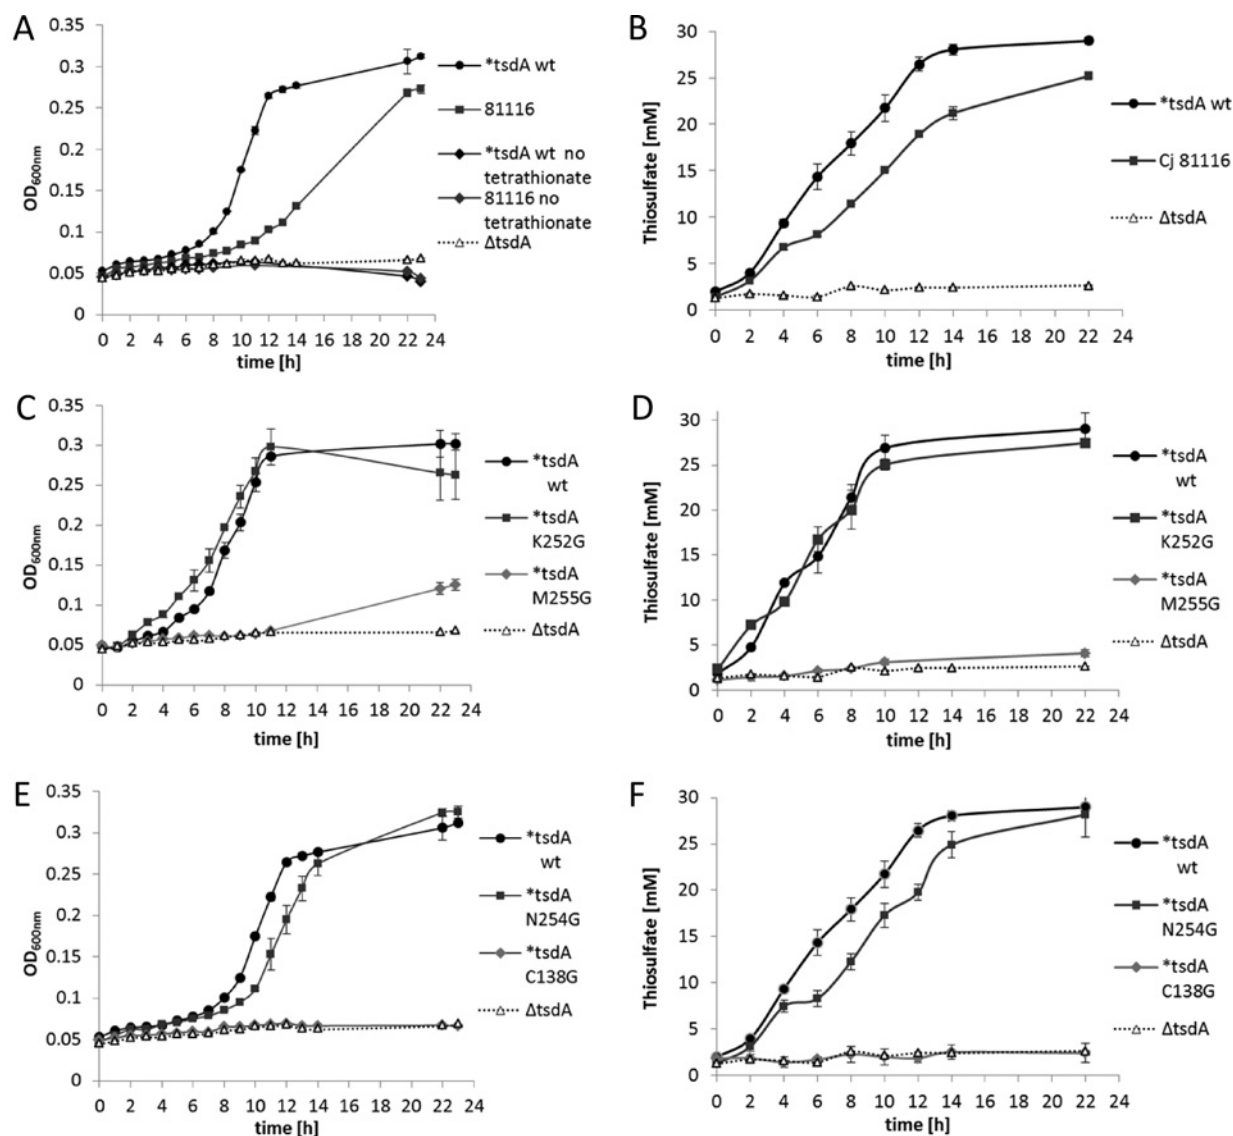 A
0.35
0.3
0.25
0.2
0.15
0.1
0.05
0
OD600nm
0 2 4 6 8 10 12 14 16 18 20 22 24
time [h]
*tsdA wt
81116
*tsdA wt no
tetrathionate
81116 no
tetrathionate
ΔtsdA
B
30
25
20
15
10
5
0
Thiosulfate [mM]
0 2 4 6 8 10 12 14 16 18 20 22 24
time [h]
*tsdA wt
Cj 81116
ΔtsdA
C
0.35
0.3
0.25
0.2
0.15
0.1
0.05
0
OD600nm
0 2 4 6 8 10 12 14 16 18 20 22 24
time [h]
*tsdA
wt
*tsdA
K252G
*tsdA
M255G
ΔtsdA
D
30
25
20
15
10
5
0
Thiosulfate [mM]
0 2 4 6 8 10 12 14 16 18 20 22 24
time [h]
*tsdA
wt
*tsdA
K252G
*tsdA
M255G
ΔtsdA
E
0.35
0.3
0.25
0.2
0.15
0.1
0.05
0
OD600nm
0 2 4 6 8 10 12 14 16 18 20 22 24
time [h]
*tsdA
wt
*tsdA
N254G
*tsdA
C138G
ΔtsdA
F
30
25
20
15
10
5
0
Thiosulfate [mM]
0 2 4 6 8 10 12 14 16 18 20 22 24
time [h]
*tsdA
wt
*tsdA
N254G
*tsdA
C138G
ΔtsdA